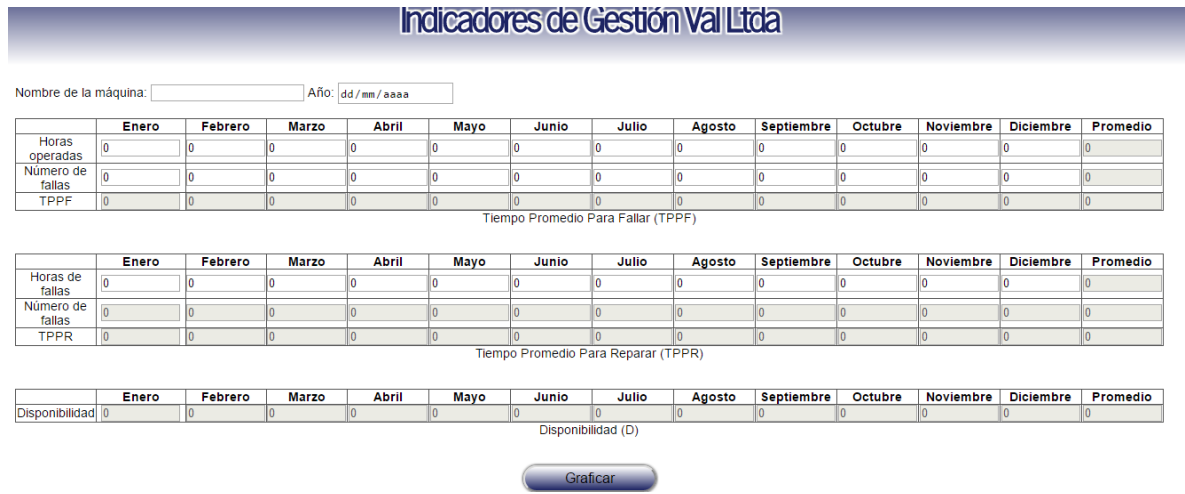 Indicadores de Gestión Val Ltda
Nombre de la máquina: Año: dd/mm/aaaa
Enero Febrero Marzo Abril Mayo Junio Julio Agosto Septiembre Octubre Noviembre Diciembre Promedio
Horas
operadas 0 0 0 0 0 0 0 0 0 0 0 0 0
Número de
fallas 0 0 0 0 0 0 0 0 0 0 0 0 0
TPPF 0 0 0 0 0 0 0 0 0 0 0 0 0
Tiempo Promedio Para Fallar (TPPF)
Enero Febrero Marzo Abril Mayo Junio Julio Agosto Septiembre Octubre Noviembre Diciembre Promedio
Horas de
fallas 0 0 0 0 0 0 0 0 0 0 0 0 0
Número de
fallas 0 0 0 0 0 0 0 0 0 0 0 0 0
TPPR 0 0 0 0 0 0 0 0 0 0 0 0 0
Tiempo Promedio Para Reparar (TPPR)
Enero Febrero Marzo Abril Mayo Junio Julio Agosto Septiembre Octubre Noviembre Diciembre Promedio
Disponibilidad 0 0 0 0 0 0 0 0 0 0 0 0 0
Disponibilidad (D)
Graficar